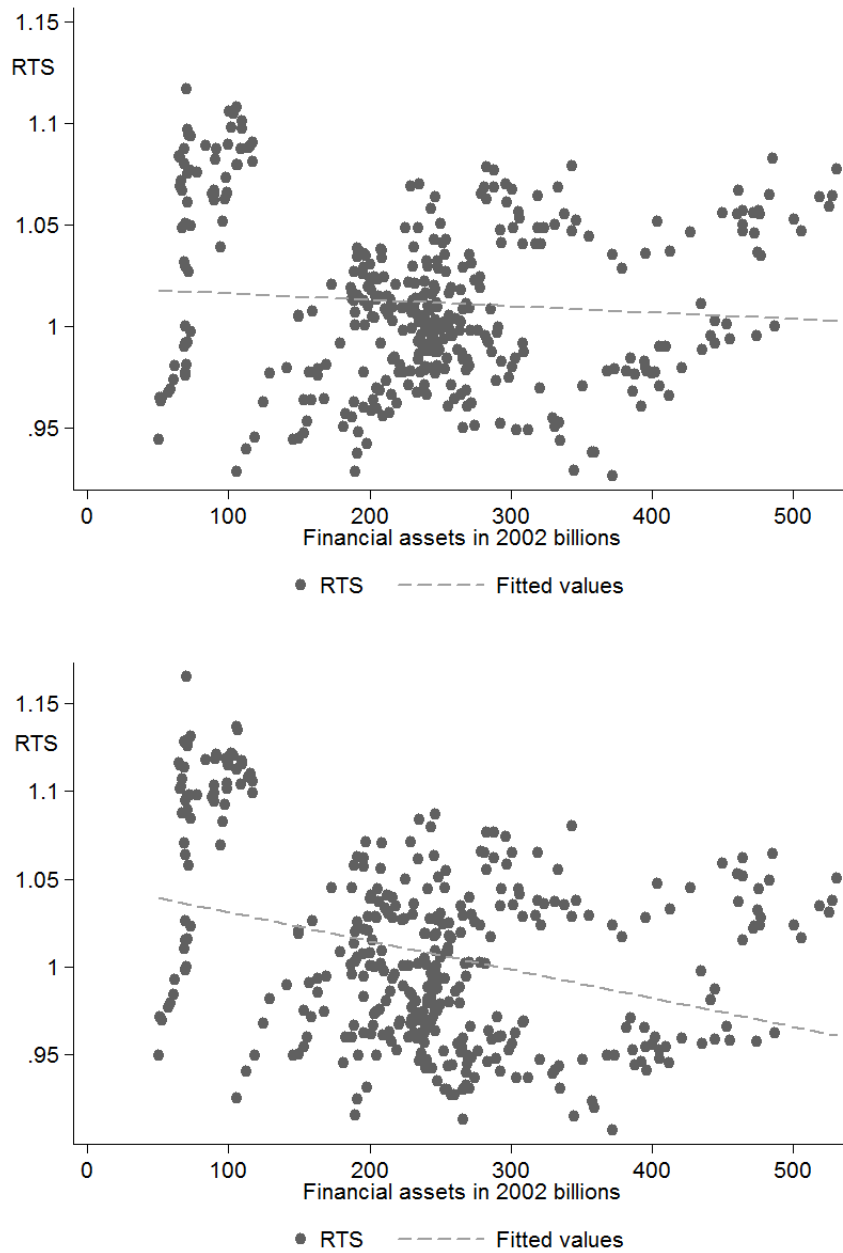 1.15
RTS
1.1
1.05
1
.95
0 100 200 300 400 500
Financial assets in 2002 billions
RTS Fitted values
1.15
RTS
1.1
1.05
1
.95
0 100 200 300 400 500
Financial assets in 2002 billions
RTS Fitted values